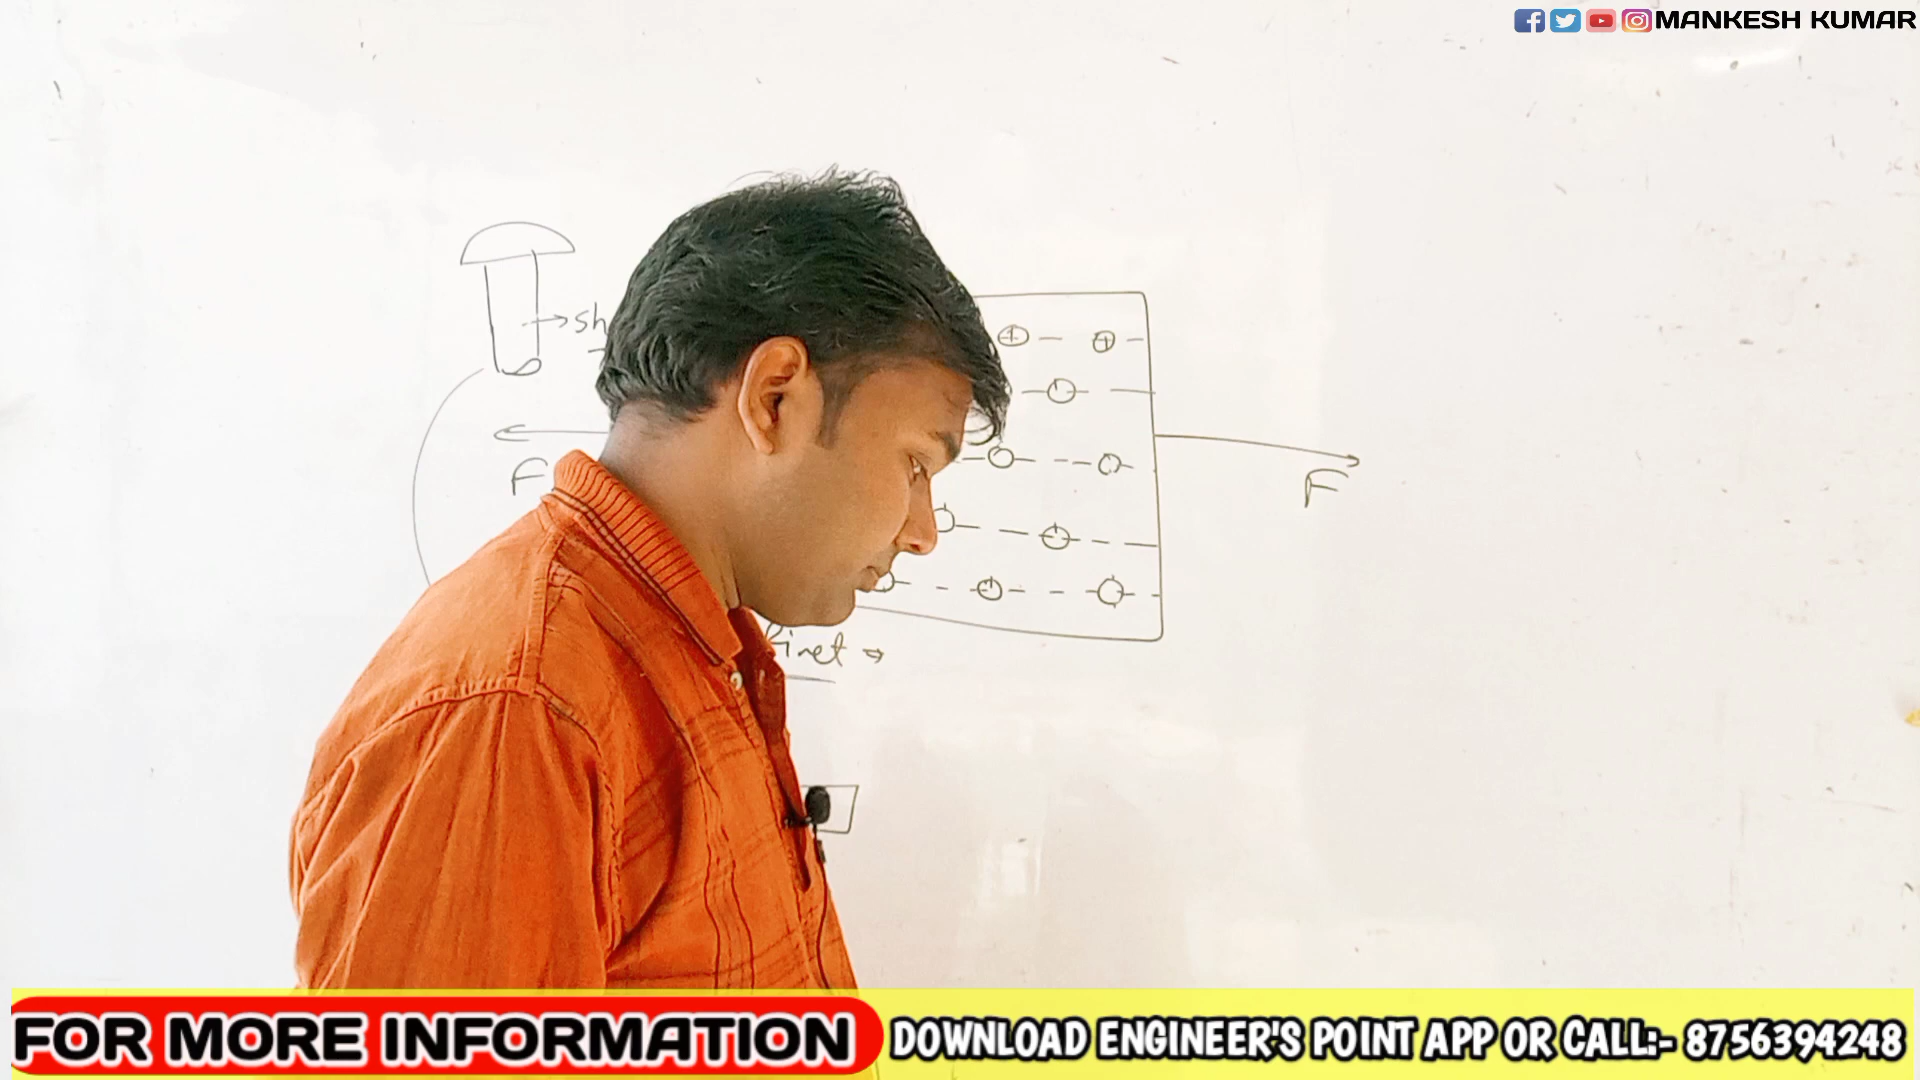 MANKESH KUMAR
sh
F
F
Rivet →
FOR MORE INFORMATION
DOWNLOAD ENGINEER'S POINT APP OR CALL:- 8756394248